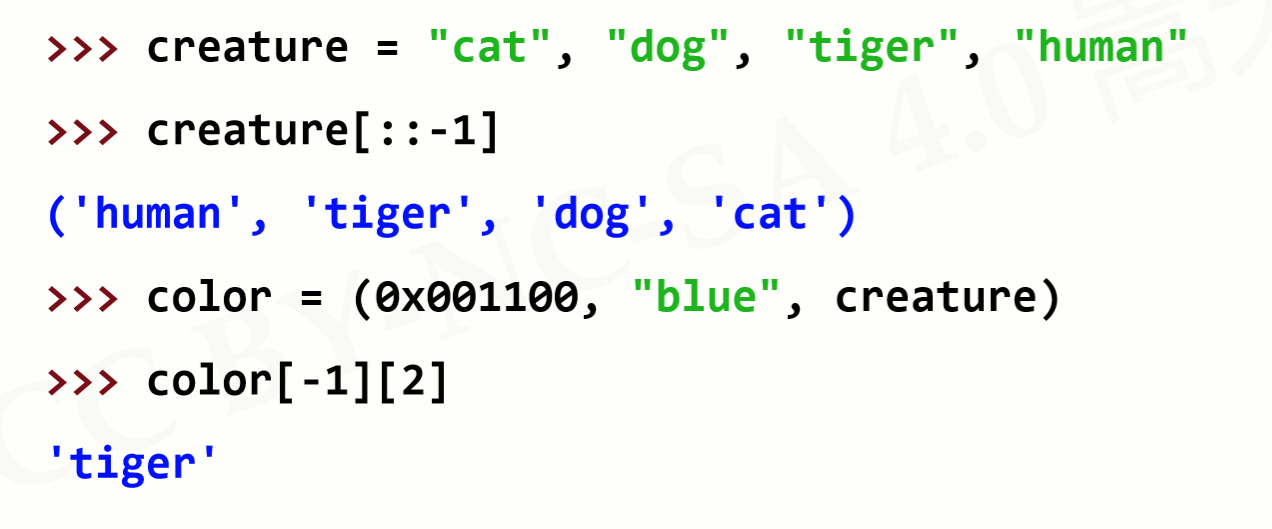 >>> creature = "cat", "dog", "tiger", "human"
>>> creature[::-1]
('human', 'tiger', 'dog', 'cat')
>>> color = (0x001100, "blue", creature)
>>> color[-1][2]
'tiger'
CC BY-NC-SA 4.0 嵩天